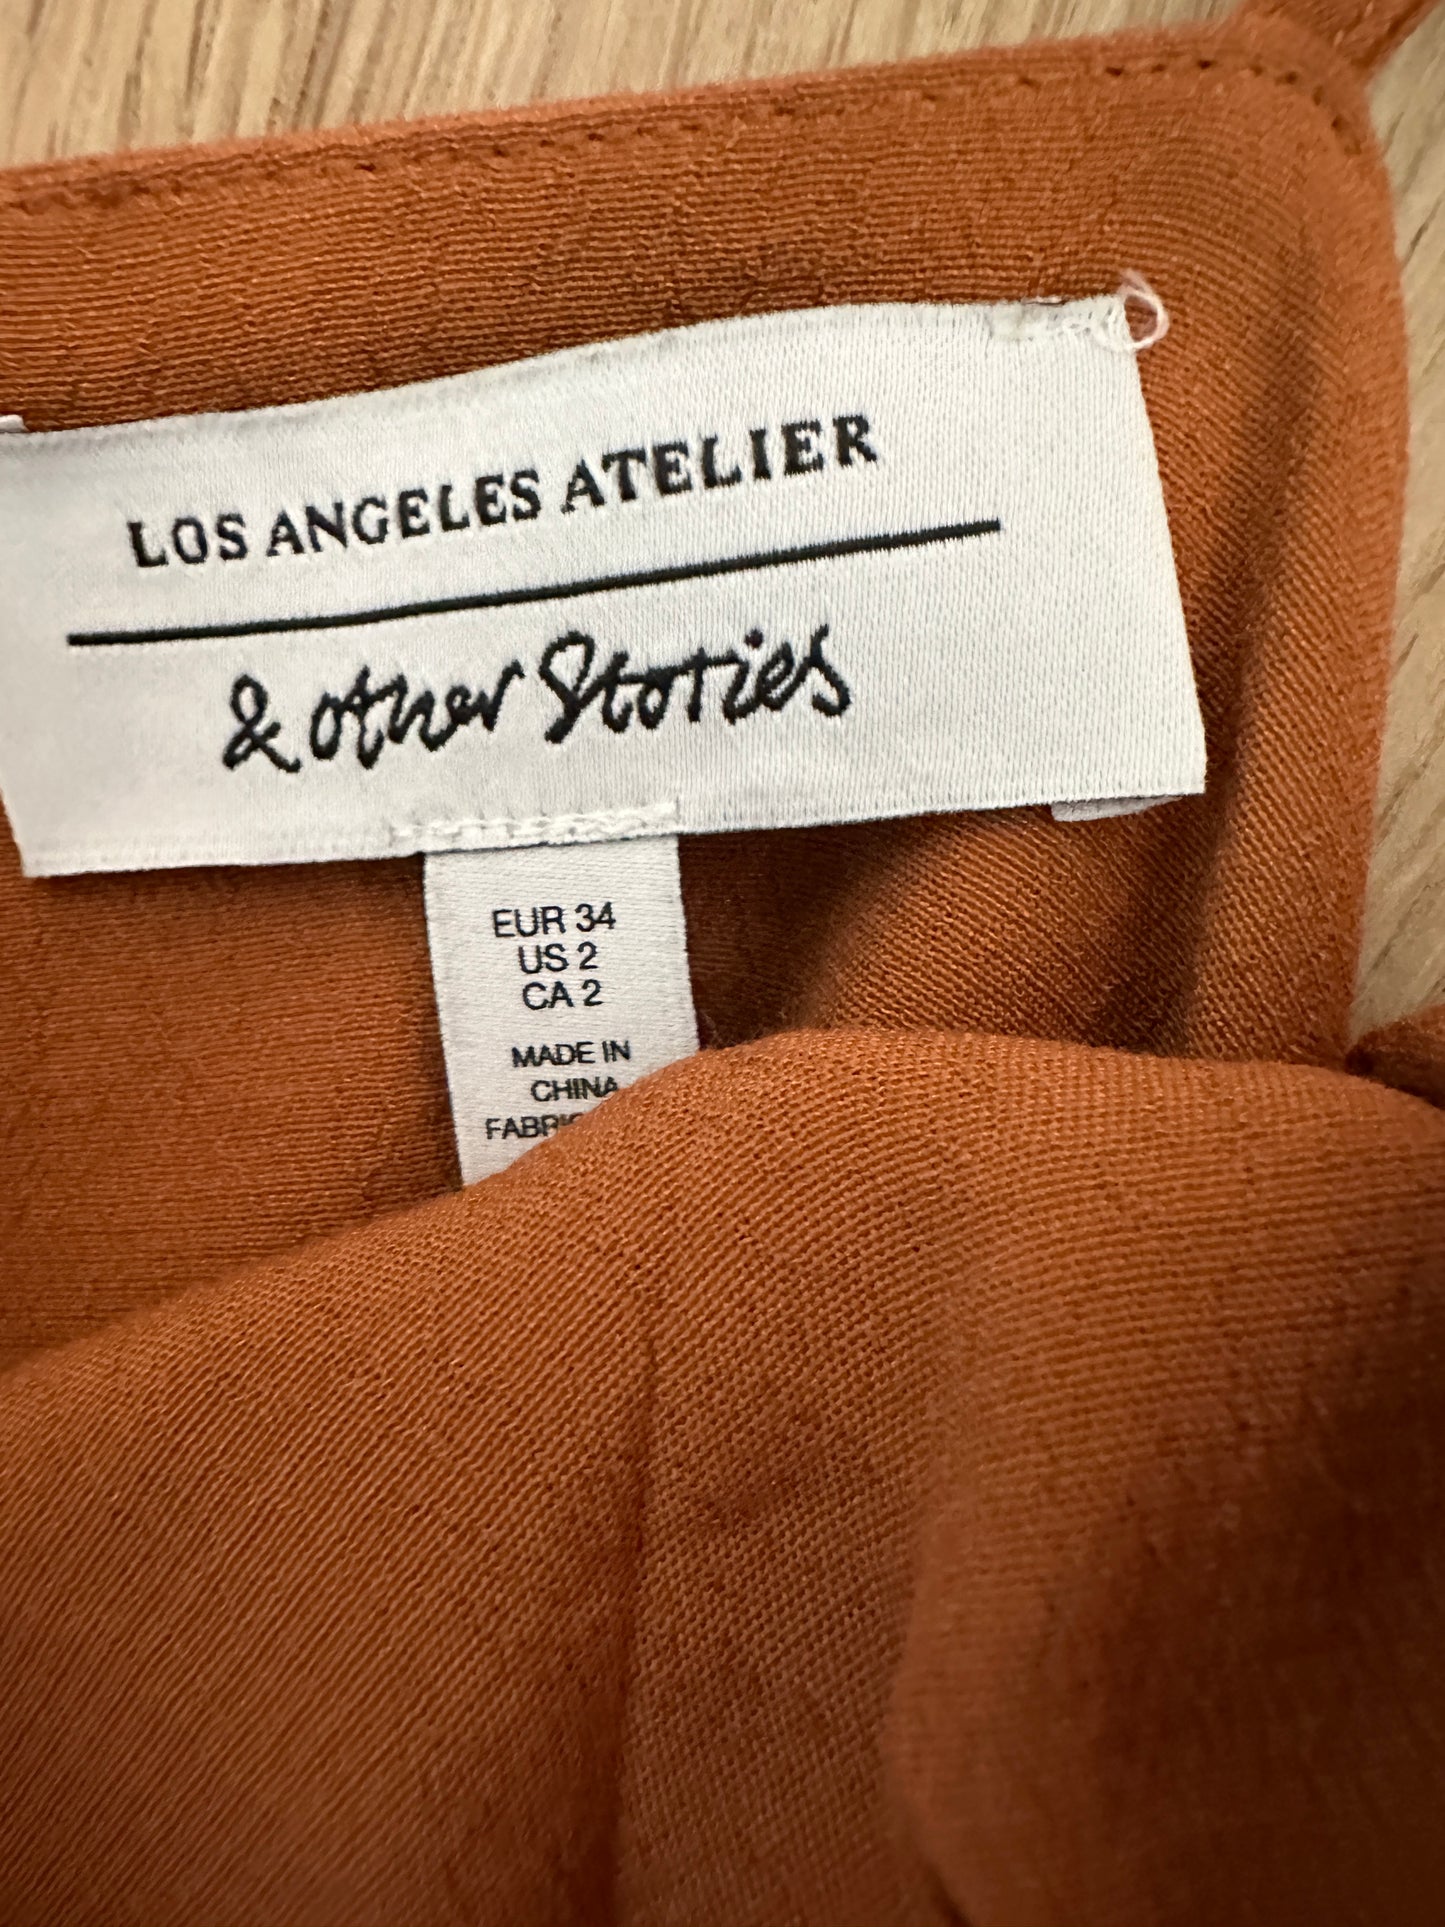 LOS ANGELES ATELIER
& other Stories
EUR 34
US 2
CA 2
MADE IN
CHINA